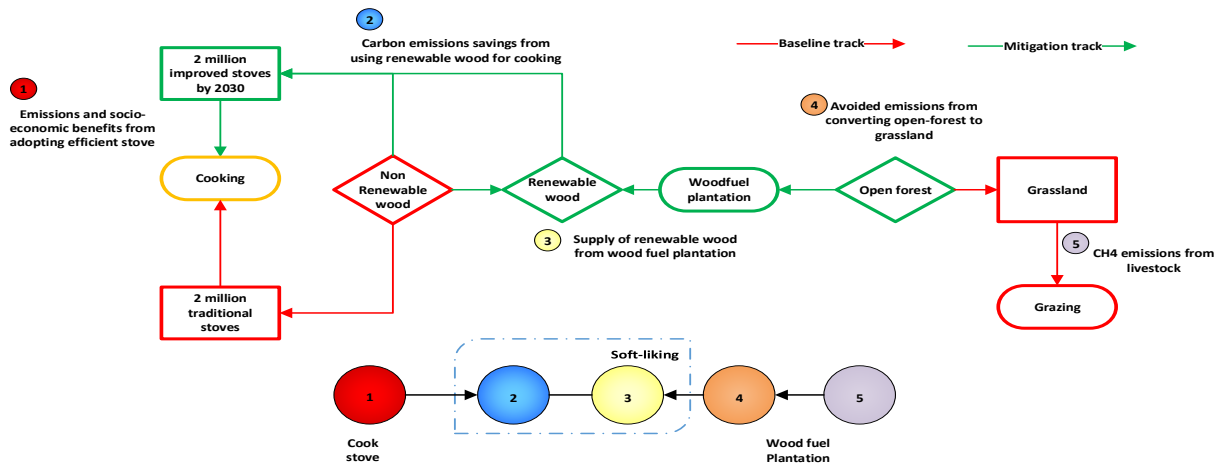 2
Carbon emissions savings from
using renewable wood for cooking
Baseline track
Mitigation track
2 million
improved stoves
by 2030
1
Emissions and socio-
economic benefits from
adopting efficient stove
4
Avoided emissions from
converting open-forest to
grassland
Cooking
Non
Renewable
wood
Renewable
wood
Woodfuel
plantation
Open forest
Grassland
3
Supply of renewable wood
from wood fuel plantation
5
CH4 emissions from
livestock
2 million
traditional
stoves
Grazing
Soft-liking
1
2
3
4
5
Cook
stove
Wood fuel
Plantation